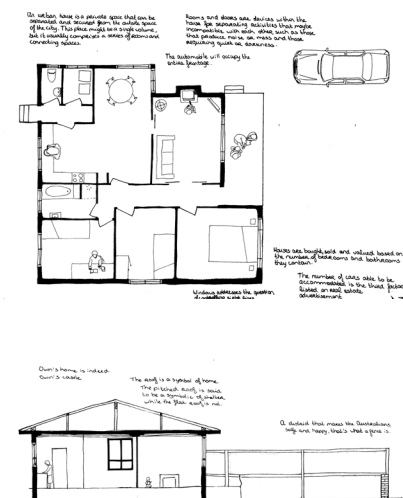 An urban house is a private space that can be
separated and secured from the outside space
of the city. This place might be a single volume,
but it usually comprises a series of rooms and
connecting spaces.
Rooms and doors are devices within the
house for separating activities that maybe
incompatible with each other, such as those
that produce noise or mess and those
requiring quiet or darkness.
The automobile will occupy the
entire frontage.
Houses are bought, sold and valued based on
the number of bedrooms and bathrooms
they contain.
The number of cars able to be
accommodated is the third factor
listed on real estate
advertisement
Windows addresses the question
Own's home is indeed
Own's castle
The roof is a symbol of home.
The pitched roof is said
to be a symbolic of shelter
while the flat roof is not.
A dividid that makes the Australians
safe and happy, that's what a fence is.